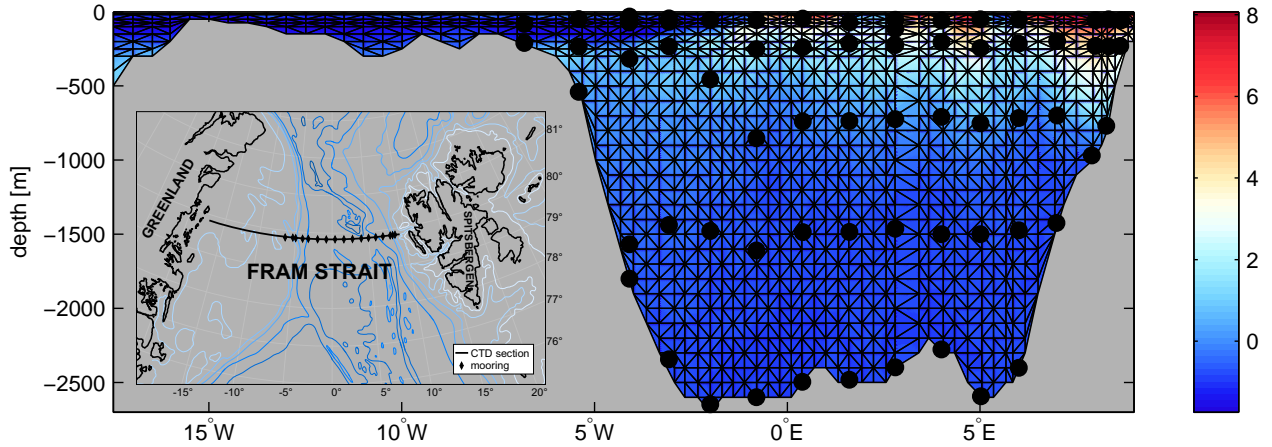 0
−500
−1000
−1500
−2000
−2500
depth [m]
15°W
10°W
5°W
0°E
5°E
8
6
4
2
0
GREENLAND
SPITSBERGEN
FRAM STRAIT
CTD section
mooring
81°
80°
79°
78°
77°
76°
-15°
-10°
-5°
0°
5°
10°
15°
20°